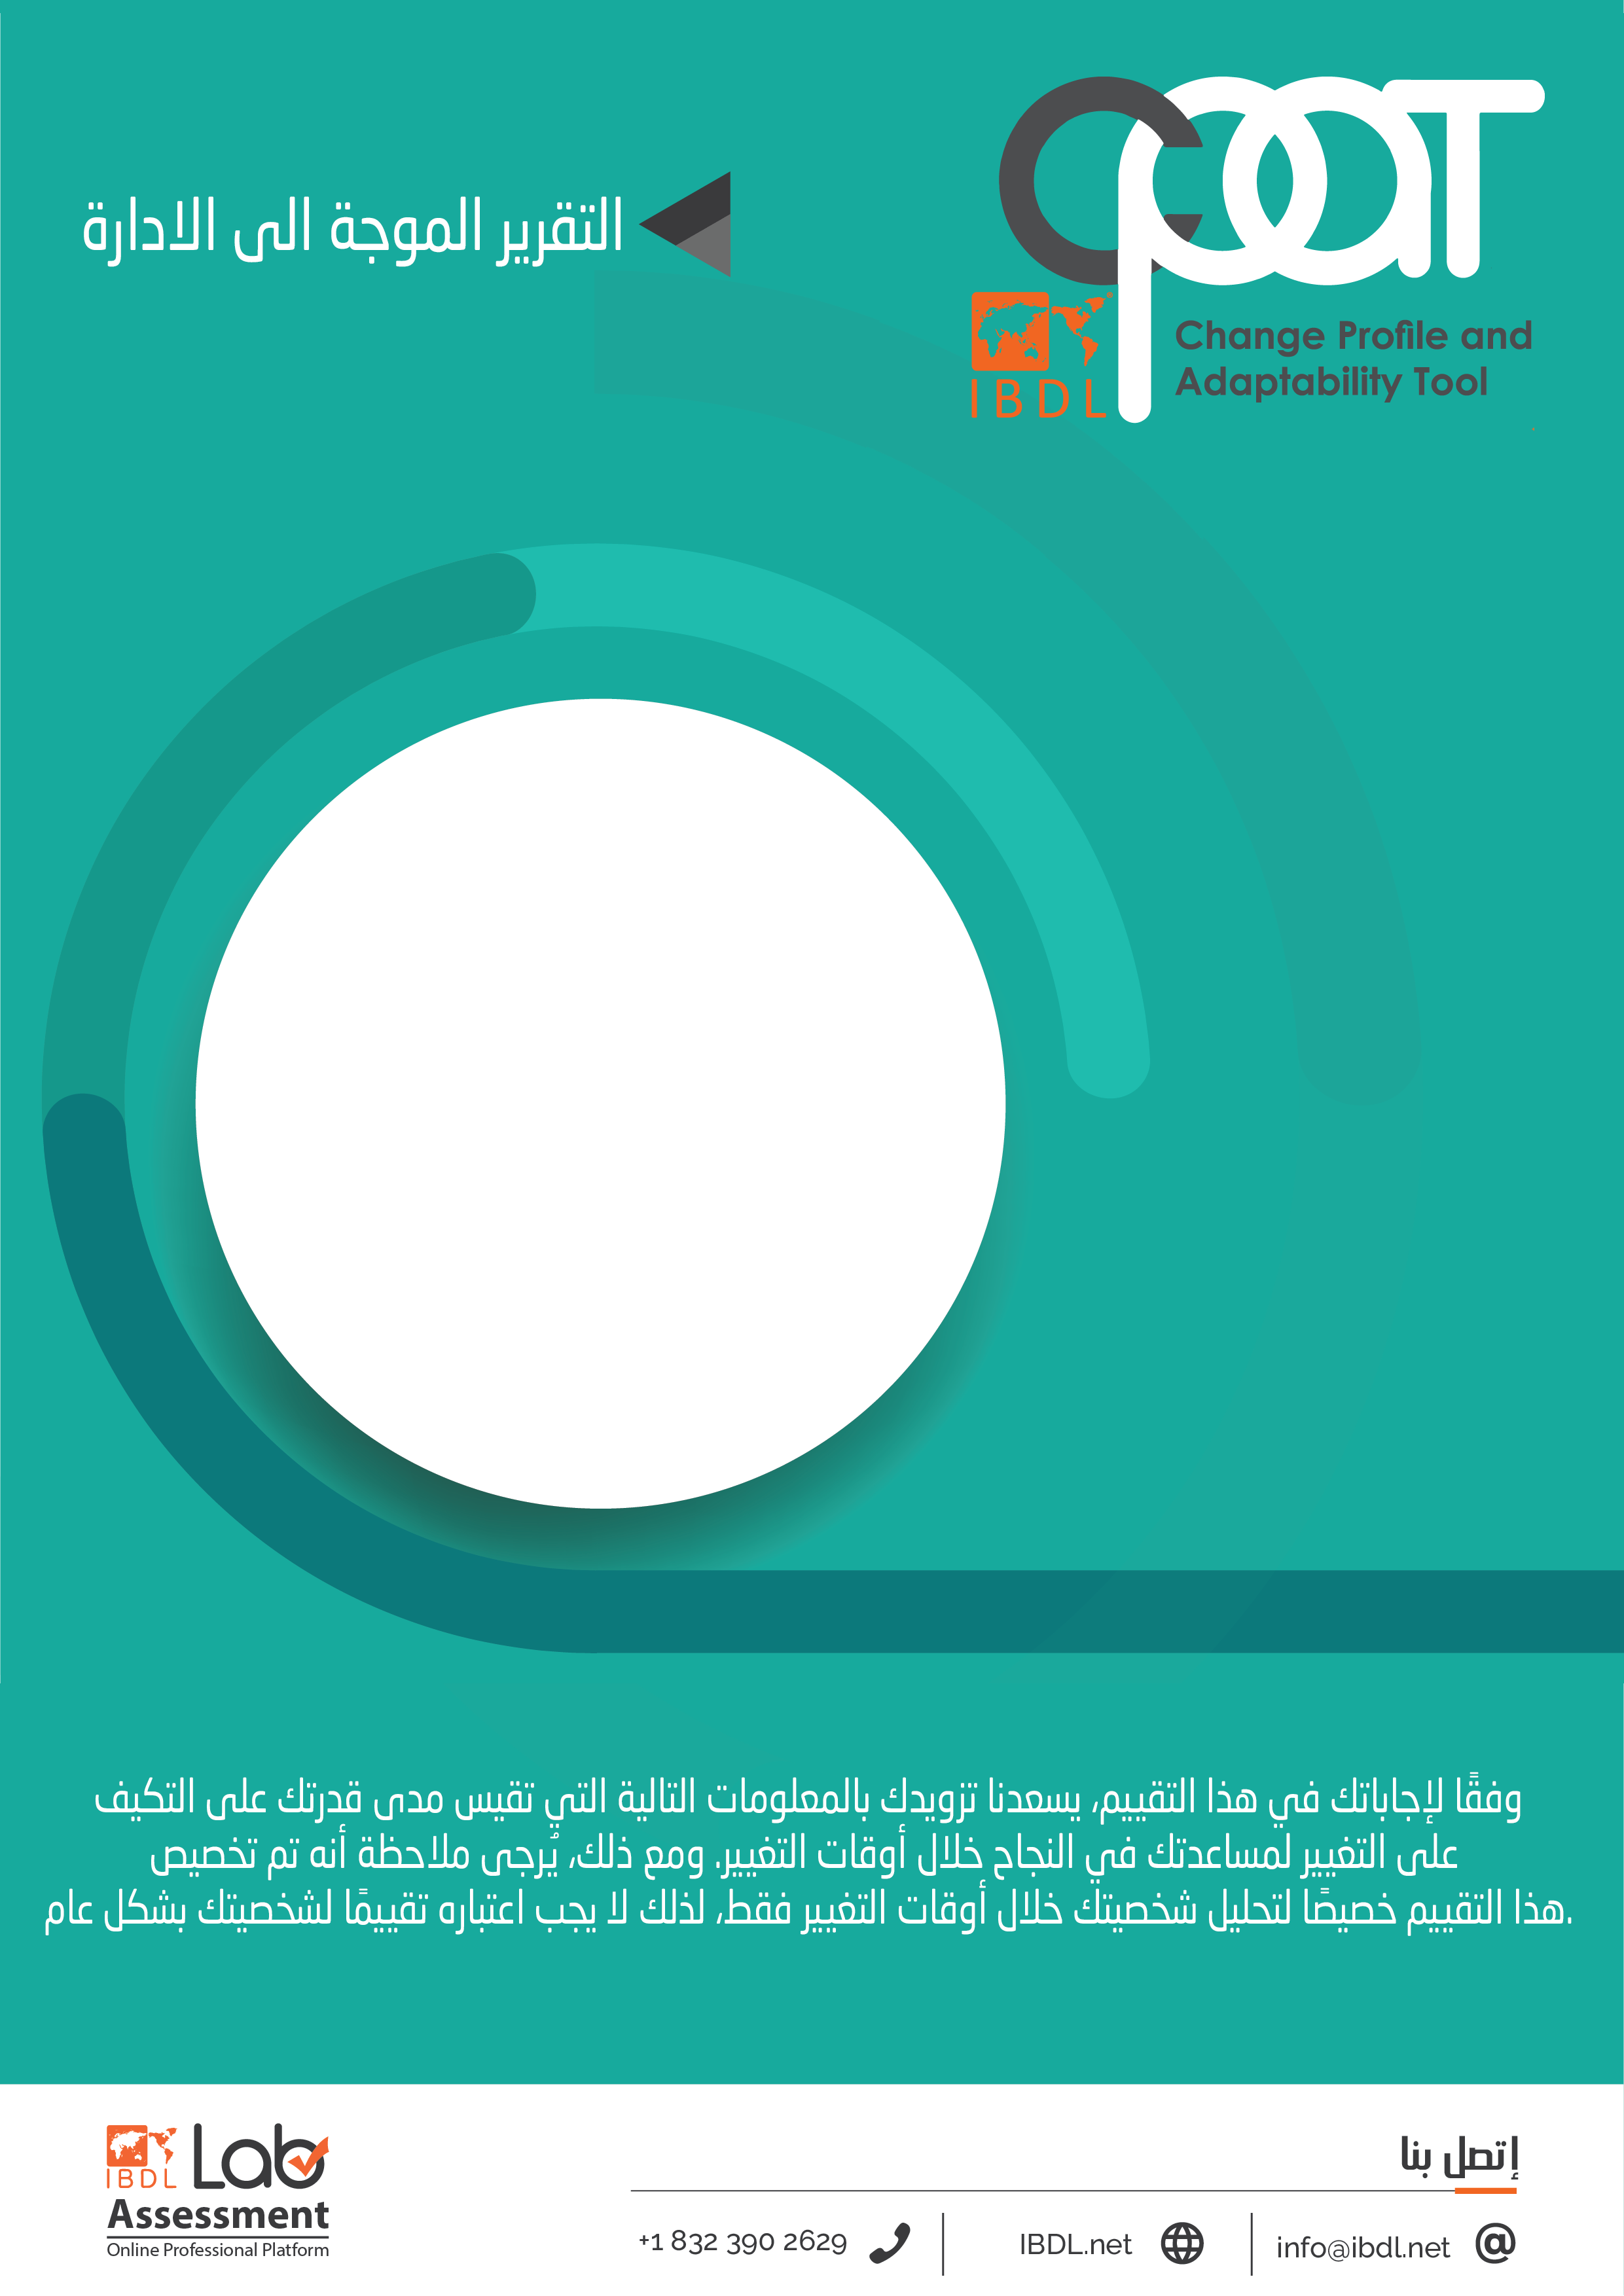 cpaT
Change Profile and
Adaptability Tool
IBDL
التقرير الموجة الى الادارة
وفقًا لإجاباتك في هذا التقييم، يسعدنا تزويدك بالمعلومات التالية التي تقيس مدى قدرتك على التكيف
على التغيير لمساعدتك في النجاح خلال أوقات التغيير. ومع ذلك، يُرجى ملاحظة أنه تم تخصيص
هذا التقييم خصيصًا لتحليل شخصيتك خلال أوقات التغيير فقط، لذلك لا يجب اعتباره تقييمًا لشخصيتك بشكل عام.
إتصل بنا
info@ibdl.net
IBDL.net
+1 832 390 2629
IBDL Lab
Assessment
Online Professional Platform